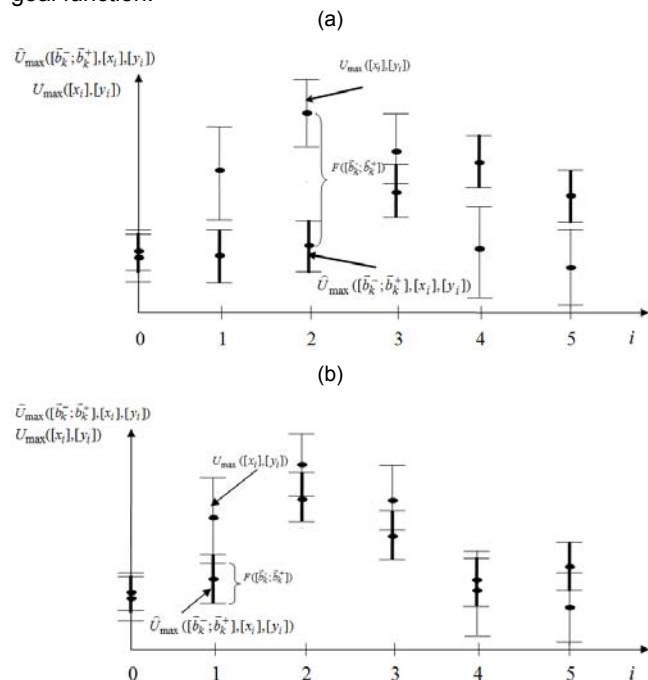 goal function.
(a)
Û_max([b⃗_k^-;b⃗_k^+],[x_i],[y_i])
U_max([x_i],[y_i])
U_max([x_i],[y_i])
F([b⃗_k^-;b⃗_k^+])
Û_max([b⃗_k^-;b⃗_k^+],[x_i],[y_i])
0 1 2 3 4 5 i
(b)
Û_max([b⃗_k^-;b⃗_k^+],[x_i],[y_i])
U_max([x_i],[y_i])
U_max([x_i],[y_i])
F([b⃗_k^-;b⃗_k^+])
Û_max([b⃗_k^-;b⃗_k^+],[x_i],[y_i])
0 1 2 3 4 5 i